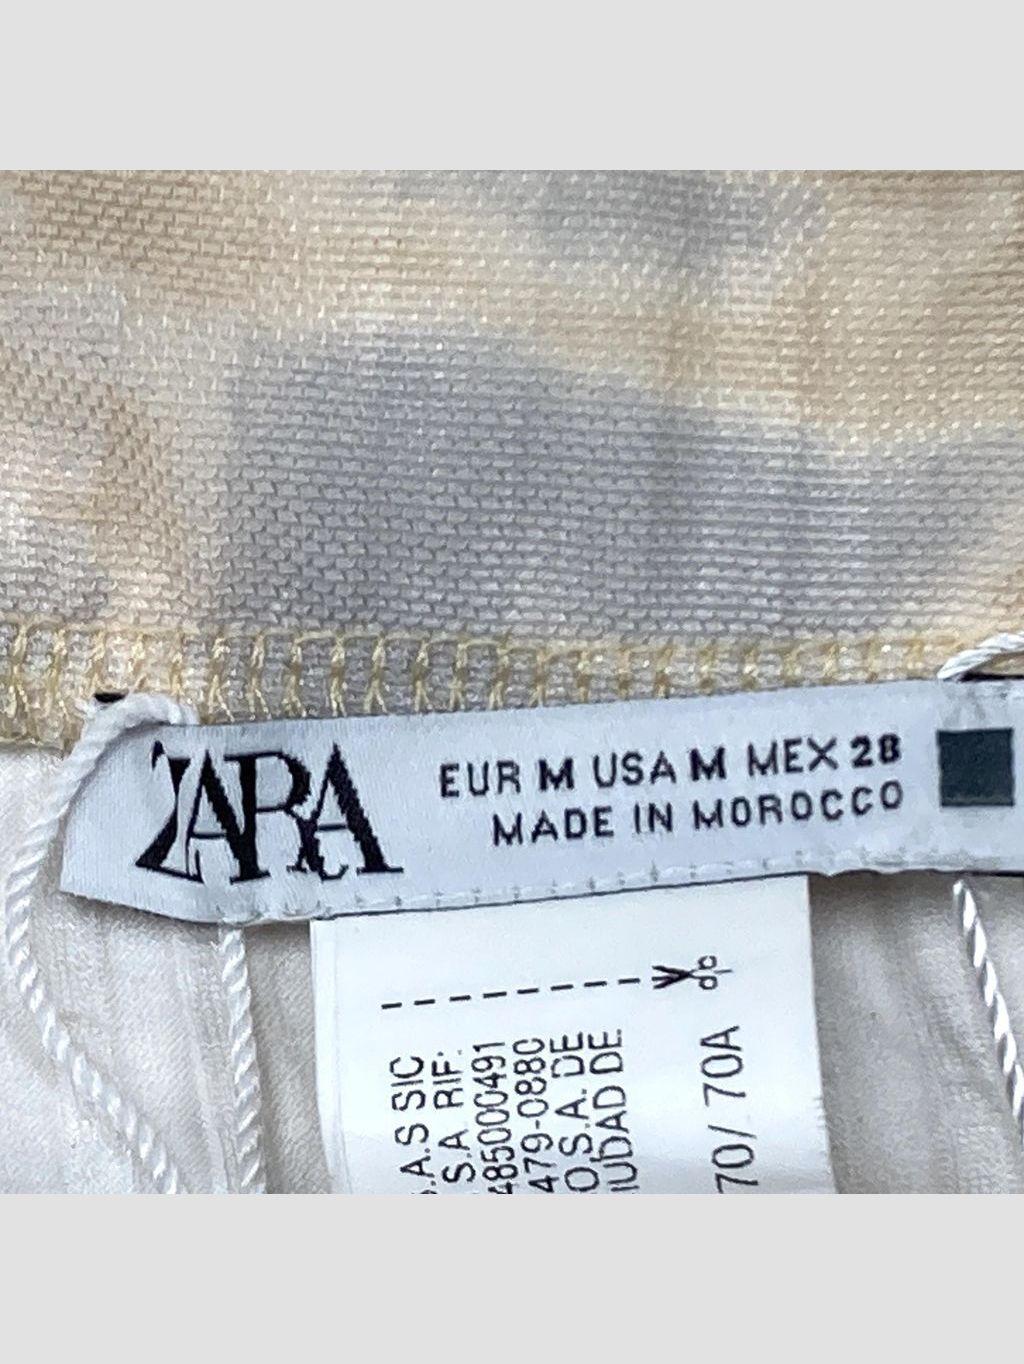 ZARA
EUR M USA M MEX 28
MADE IN MOROCCO
.A.S SIC
S.A. RIF:
485000491
479-088C
O.S.A. DE
IUDAD DE
70/ 70A